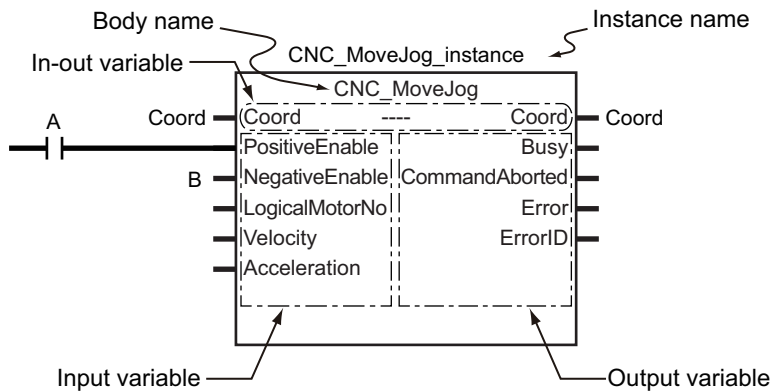 Body name
Instance name
CNC_MoveJog_instance
In-out variable
CNC_MoveJog
A
Coord Coord ---- Coord Coord
PositiveEnable Busy
B NegativeEnable CommandAborted
LogicalMotorNo Error
Velocity ErrorID
Acceleration
Input variable Output variable